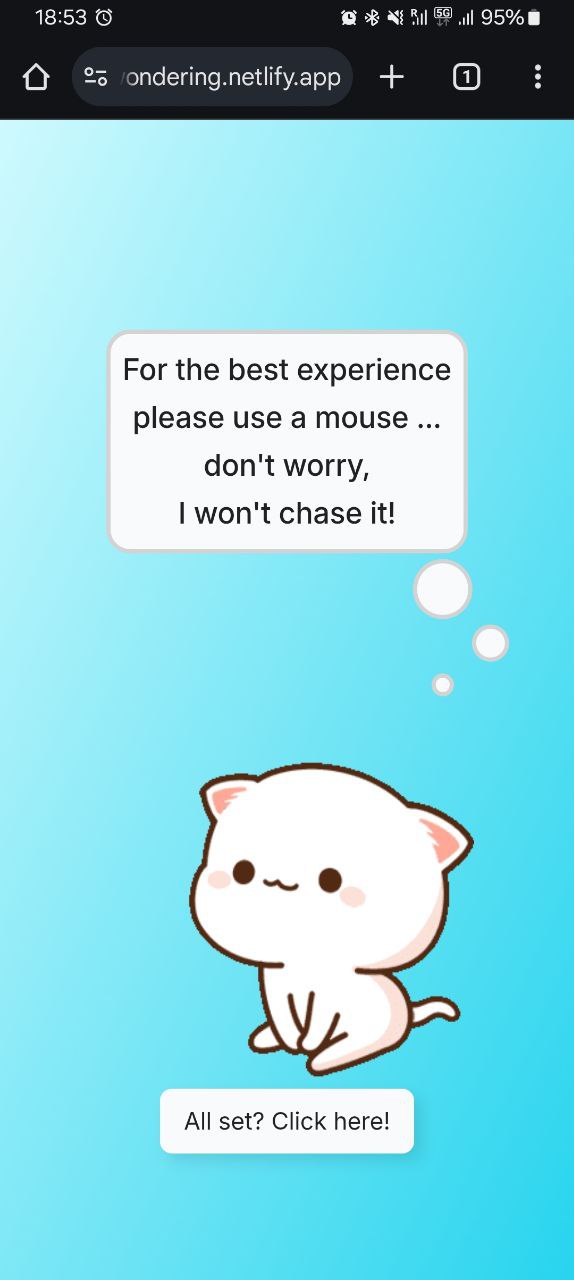 18:53
R 5G 95%
ondering.netlify.app
1
For the best experience
please use a mouse ...
don't worry,
I won't chase it!
All set? Click here!